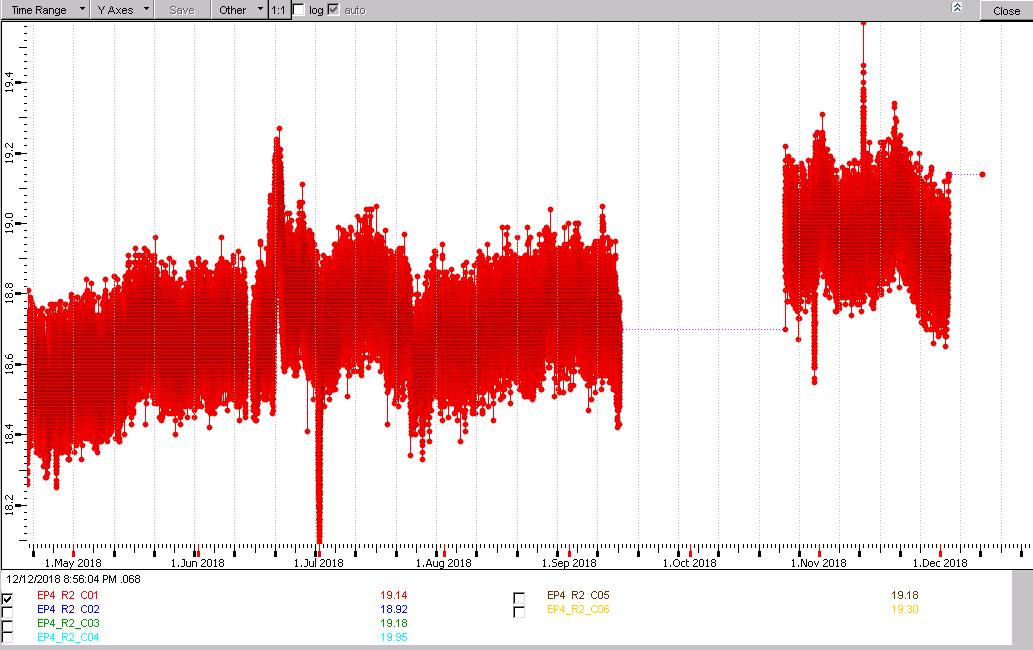 Time Range Y Axes Save Other 1:1 log auto Close
19.4
19.2
19.0
18.8
18.6
18.4
18.2
1.May 2018 1.Jun 2018 1.Jul 2018 1.Aug 2018 1.Sep 2018 1.Oct 2018 1.Nov 2018 1.Dec 2018
12/12/2018 8:56:04 PM .068
EP4_R2_C01 19.14 EP4_R2_C05 19.18
EP4_R2_C02 18.92 EP4_R2_C06 19.30
EP4_R2_C03 19.18
EP4_R2_C04 19.95